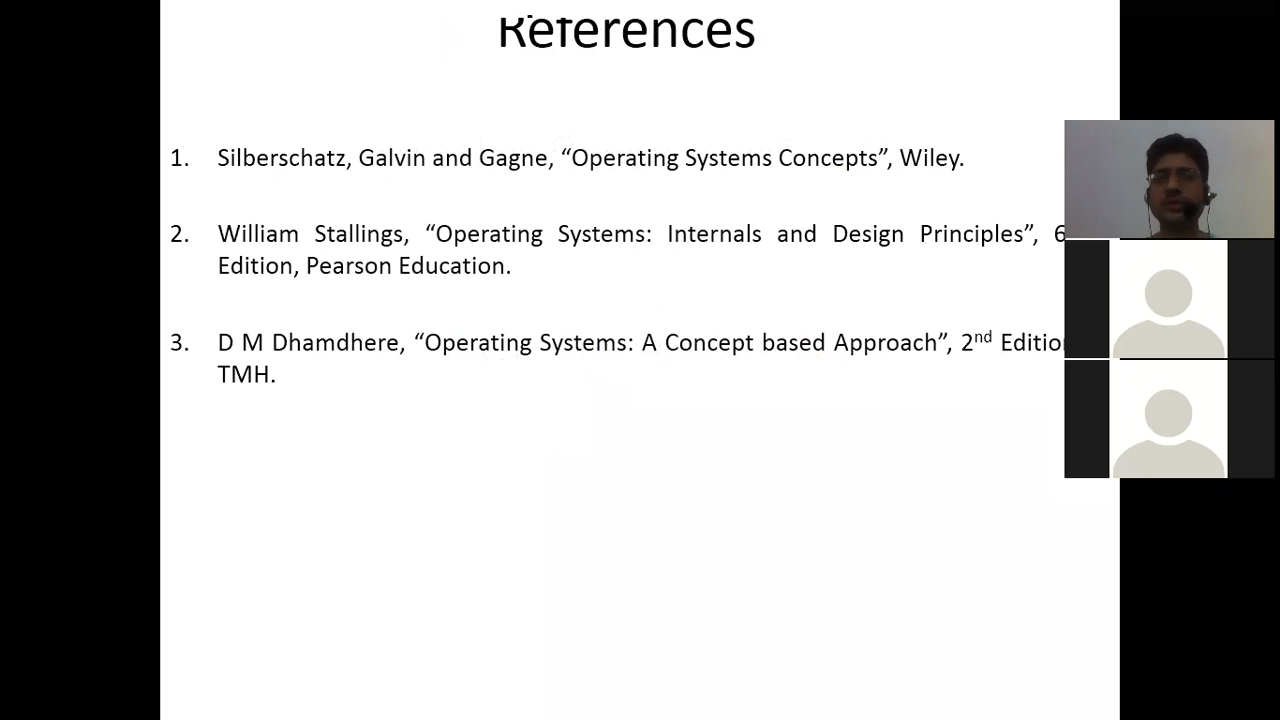 References
1. Silberschatz, Galvin and Gagne, “Operating Systems Concepts”, Wiley.
2. William Stallings, “Operating Systems: Internals and Design Principles”, 6
Edition, Pearson Education.
3. D M Dhamdhere, “Operating Systems: A Concept based Approach”, 2nd Edition
TMH.